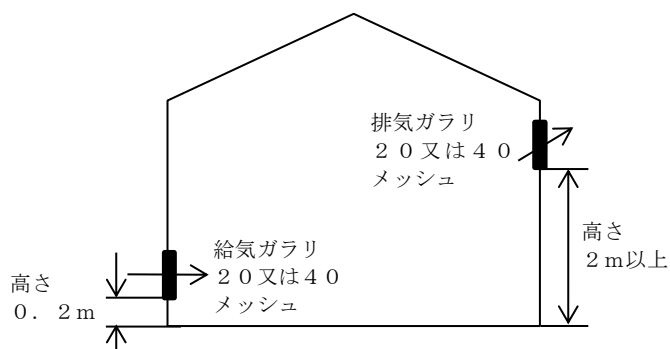 排気ガラリ
２０又は４０
メッシュ
高さ
２ｍ以上
給気ガラリ
２０又は４０
メッシュ
高さ
０．２ｍ